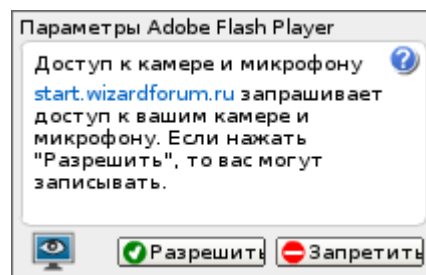 Параметры Adobe Flash Player
Доступ к камере и микрофону
start.wizardforum.ru запрашивает
доступ к вашим камере и
микрофону. Если нажать
"Разрешить", то вас могут
записывать.
Разрешить Запретить